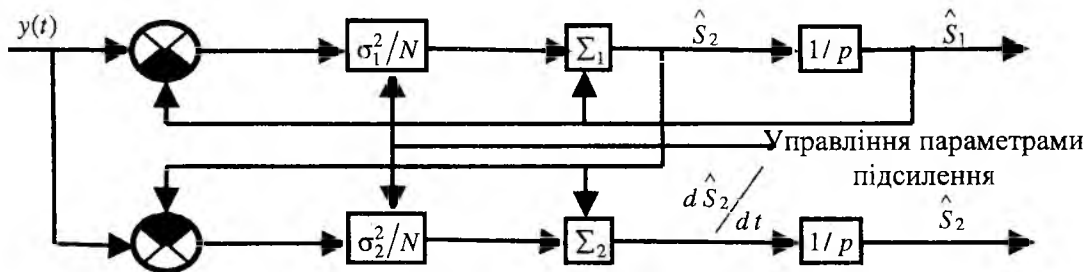 y(t)
σ₁²/N
Σ₁
Ŝ₂
1/p
Ŝ₁
Управління параметрами
підсилення
σ₂²/N
Σ₂
dŜ₂/dt
1/p
Ŝ₂